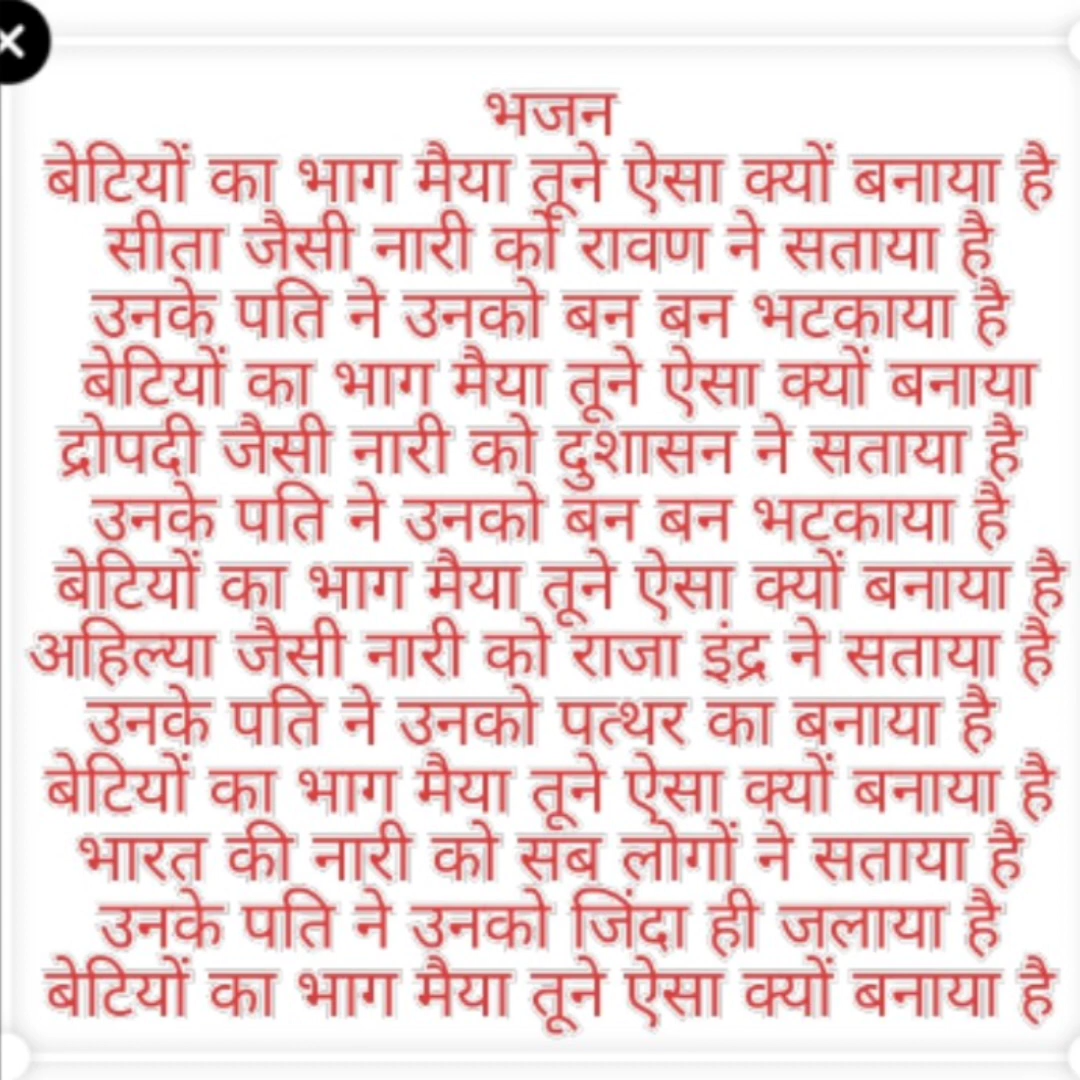 भजन
बेटियों का भाग मैया तूने ऐसा क्यों बनाया है
सीता जैसी नारी को रावण ने सताया है
उनके पति ने उनको बन बन भटकाया है
बेटियों का भाग मैया तूने ऐसा क्यों बनाया
द्रोपदी जैसी नारी को दुशासन ने सताया है
उनके पति ने उनको बन बन भटकाया है
बेटियों का भाग मैया तूने ऐसा क्यों बनाया है
अहिल्या जैसी नारी को राजा इंद्र ने सताया है
उनके पति ने उनको पत्थर का बनाया है
बेटियों का भाग मैया तूने ऐसा क्यों बनाया है
भारत की नारी को सब लोगों ने सताया है
उनके पति ने उनको जिंदा ही जलाया है
बेटियों का भाग मैया तूने ऐसा क्यों बनाया है